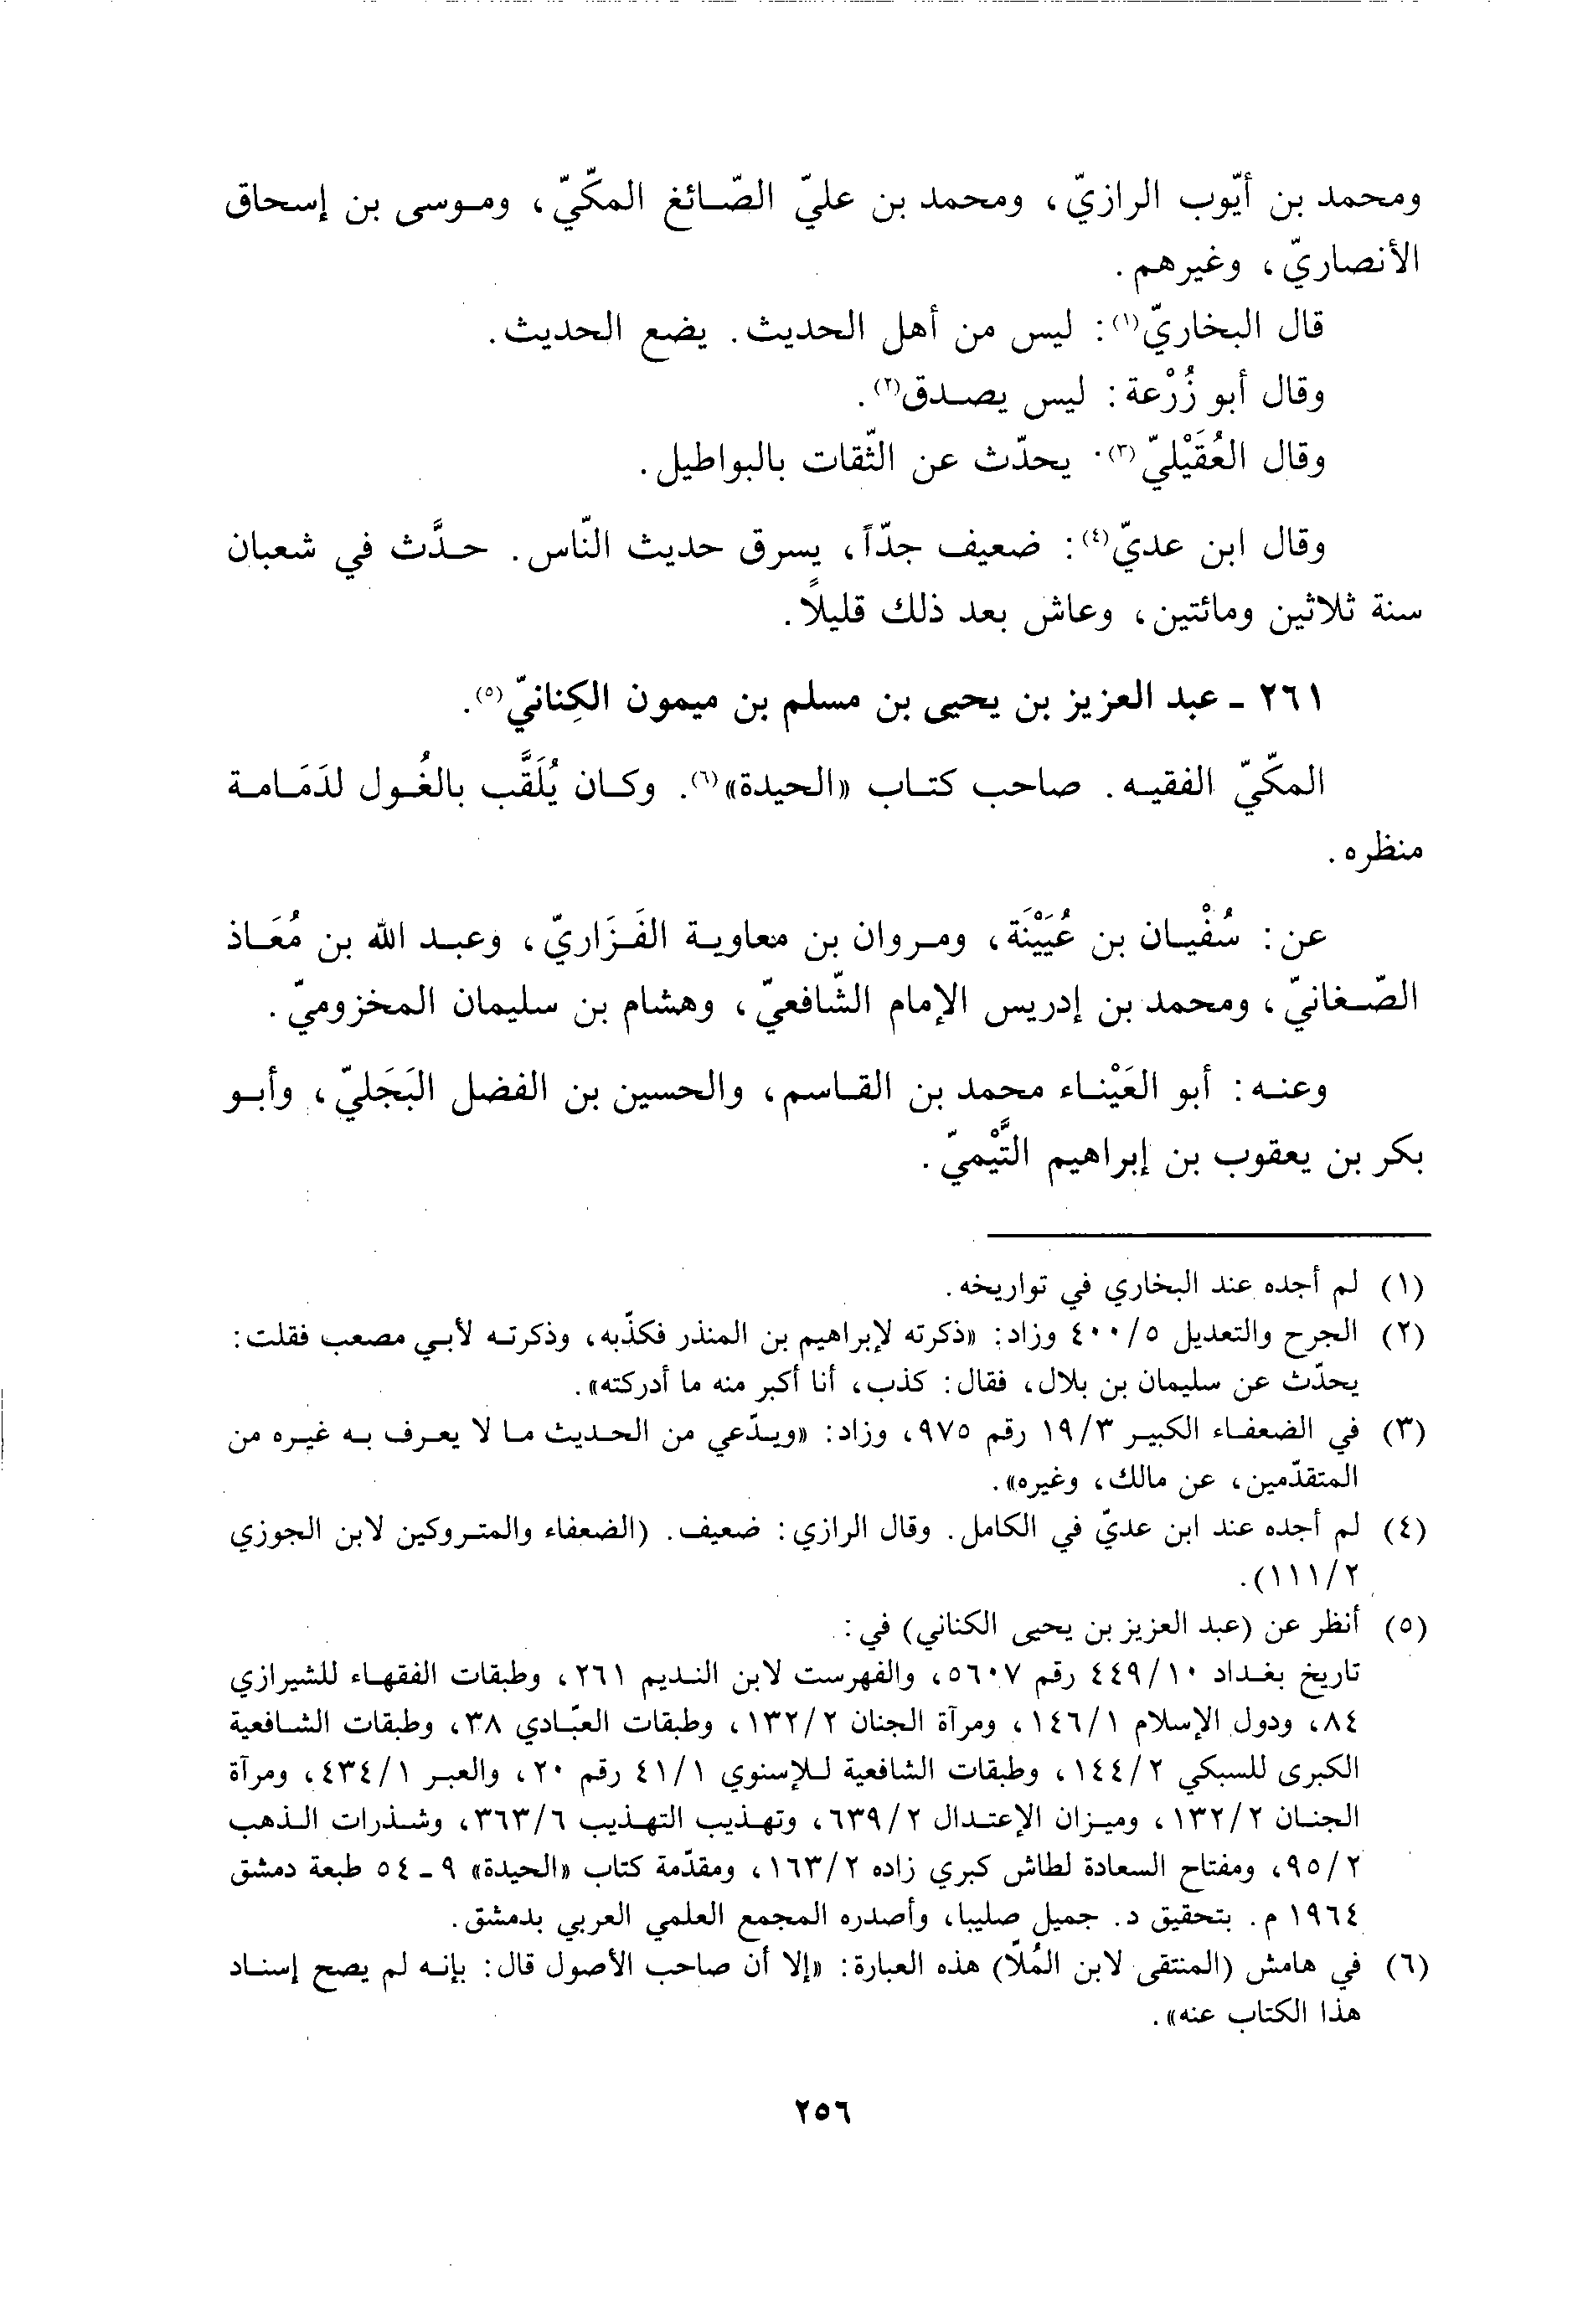 ومحمد بن أيّوب الرازيّ، ومحمد بن عليّ الصّائغ المكّيّ، وموسى بن إسحاق
الأنصاريّ، وغيرهم.
قال البخاريّ(١): ليس من أهل الحديث. يضع الحديث.
وقال أبو زُرْعة: ليس يصدق(٢).
وقال العُقَيْليّ(٣): يحدّث عن الثّقات بالبواطيل.
وقال ابن عديّ(٤): ضعيف جدّاً، يسرق حديث النّاس. حدَّث في شعبان
سنة ثلاثين ومائتين، وعاش بعد ذلك قليلاً.
٢٦١ - عبد العزيز بن يحيى بن مسلم بن ميمون الكِنانيّ(٥).
المكّيّ الفقيه. صاحب كتاب «الحيدة»(٦). وكان يُلَقَّب بالغُول لدَمَامة
منظره.
عن: سُفْيان بن عُيَيْنَة، ومروان بن معاوية الفَزَاريّ، وعبد الله بن مُعَاذ
الصّغانيّ، ومحمد بن إدريس الإمام الشّافعيّ، وهشام بن سليمان المخزوميّ.
وعنه: أبو العَيْناء محمد بن القاسم، والحسين بن الفضل البَجَليّ، وأبو
بكر بن يعقوب بن إبراهيم التَّيْميّ.
(١) لم أجده عند البخاري في تواريخه.
(٢) الجرح والتعديل ٤٠٠/٥ وزاد: «ذكرته لإبراهيم بن المنذر فكذّبه، وذكرته لأبي مصعب فقلت:
يحدّث عن سليمان بن بلال، فقال: كذب، أنا أكبر منه ما أدركته».
(٣) في الضعفاء الكبير ١٩/٣ رقم ٩٧٥، وزاد: «ويدّعي من الحديث ما لا يعرف به غيره من
المتقدّمين، عن مالك، وغيره».
(٤) لم أجده عند ابن عديّ في الكامل. وقال الرازي: ضعيف. (الضعفاء والمتروكين لابن الجوزي
١١١/٢).
(٥) أنظر عن (عبد العزيز بن يحيى الكناني) في:
تاريخ بغداد ٤٤٩/١٠ رقم ٥٦٠٧، والفهرست لابن النديم ٢٦١، وطبقات الفقهاء للشيرازي
٨٤، ودول الإسلام ١٤٦/١، ومرآة الجنان ١٣٢/٢، وطبقات العبّادي ٣٨، وطبقات الشافعية
الكبرى للسبكي ١٤٤/٢، وطبقات الشافعية للإسنوي ٤١/١ رقم ٢٠، والعبر ٤٣٤/١، ومرآة
الجنان ١٣٢/٢، وميزان الإعتدال ٦٣٩/٢، وتهذيب التهذيب ٣٦٣/٦، وشذرات الذهب
٩٥/٢، ومفتاح السعادة لطاش كبري زاده ١٦٣/٢، ومقدّمة كتاب «الحيدة» ٩ - ٥٤ طبعة دمشق
١٩٦٤ م. بتحقيق د. جميل صليبا، وأصدره المجمع العلمي العربي بدمشق.
(٦) في هامش (المنتقى لابن المُلّا) هذه العبارة: «إلا أن صاحب الأصول قال: بإنه لم يصح إسناد
هذا الكتاب عنه».
٢٥٦